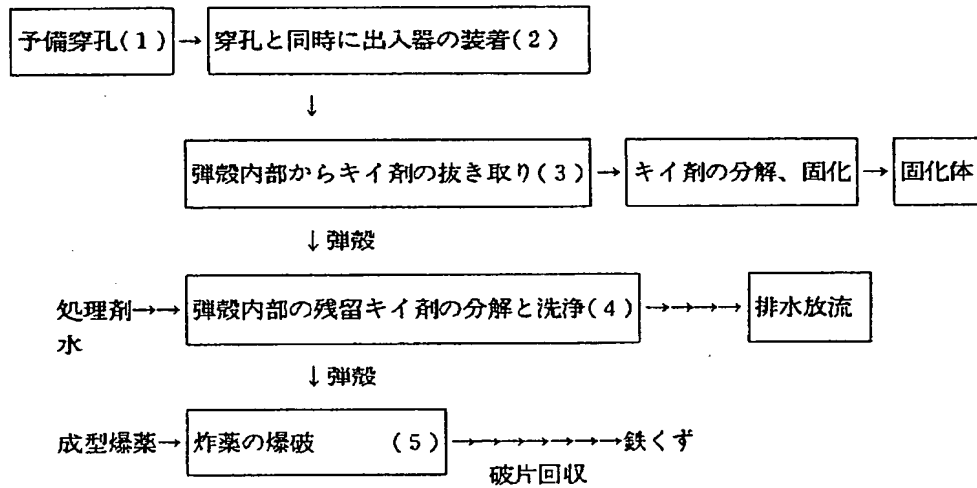 予備穿孔(1)→穿孔と同時に出入器の装着(2)
↓
弾殻内部からキイ剤の抜き取り(3)→キイ剤の分解、固化→固化体
↓弾殻
処理剤→→弾殻内部の残留キイ剤の分解と洗浄(4)→→→→排水放流
水
↓弾殻
成型爆薬→炸薬の爆破 (5)→→→→→→→鉄くず
破片回収